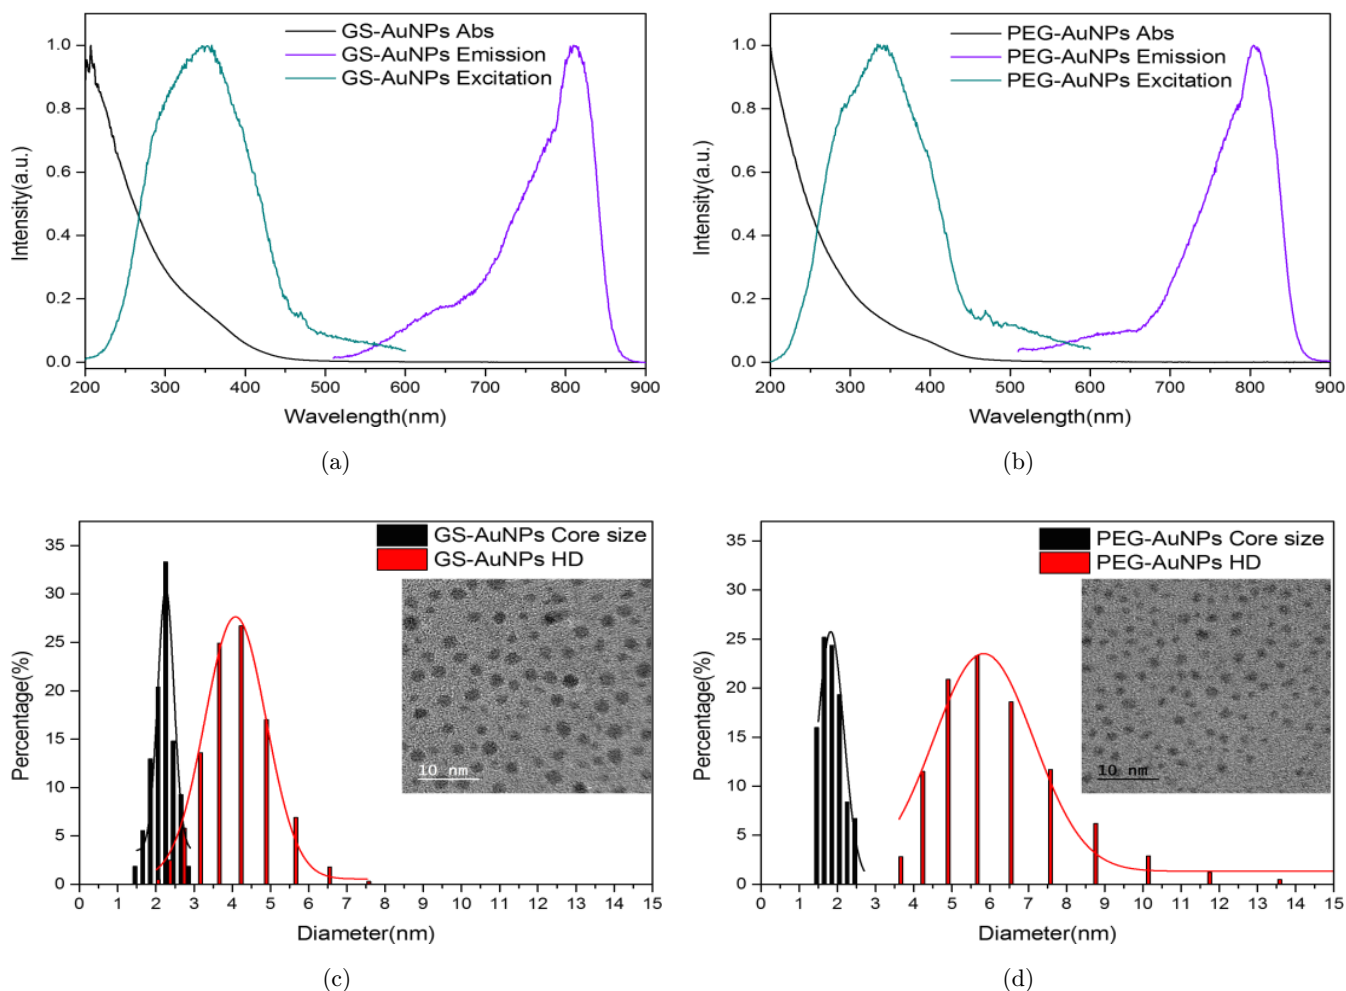 GS-AuNPs Abs
GS-AuNPs Emission
GS-AuNPs Excitation
1.0
0.8
0.6
0.4
0.2
0.0
Intensity(a.u.)
200 300 400 500 600 700 800 900
Wavelength(nm)
(a)
PEG-AuNPs Abs
PEG-AuNPs Emission
PEG-AuNPs Excitation
1.0
0.8
0.6
0.4
0.2
0.0
Intensity(a.u.)
200 300 400 500 600 700 800 900
Wavelength(nm)
(b)
GS-AuNPs Core size
GS-AuNPs HD
35
30
25
20
15
10
5
0
Percentage(%)
10 nm
0 1 2 3 4 5 6 7 8 9 10 11 12 13 14 15
Diameter(nm)
(c)
PEG-AuNPs Core size
PEG-AuNPs HD
35
30
25
20
15
10
5
0
Percentage(%)
10 nm
0 1 2 3 4 5 6 7 8 9 10 11 12 13 14 15
Diameter(nm)
(d)